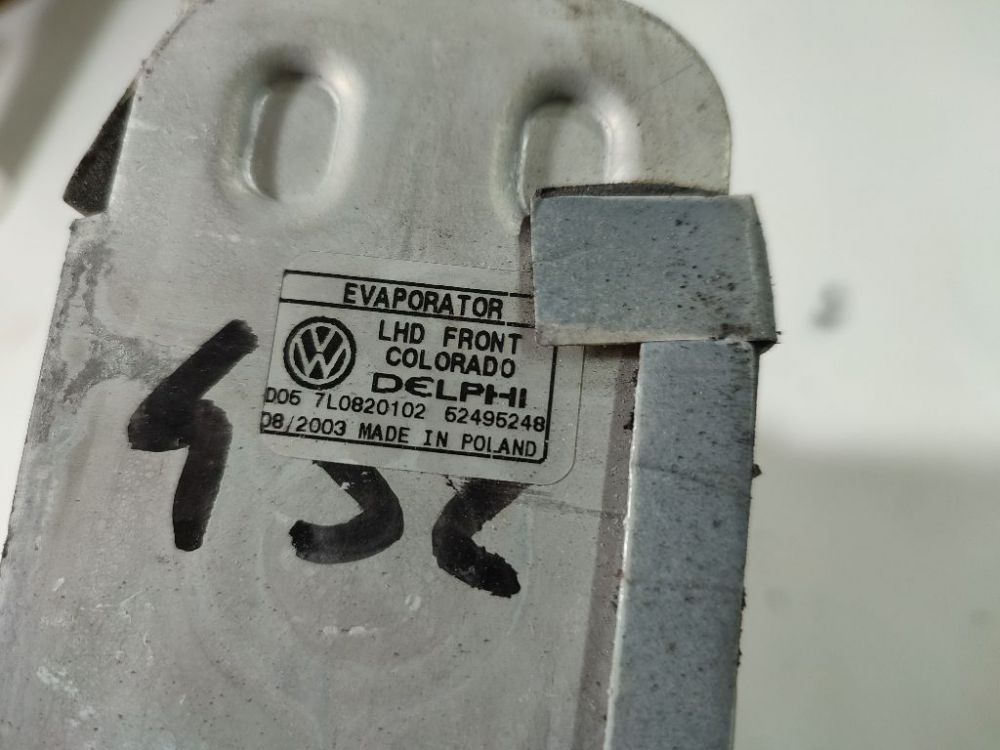 EVAPORATOR
LHD FRONT
COLORADO
DELPHI
D05 7L0820102 52495248
08/2003 MADE IN POLAND